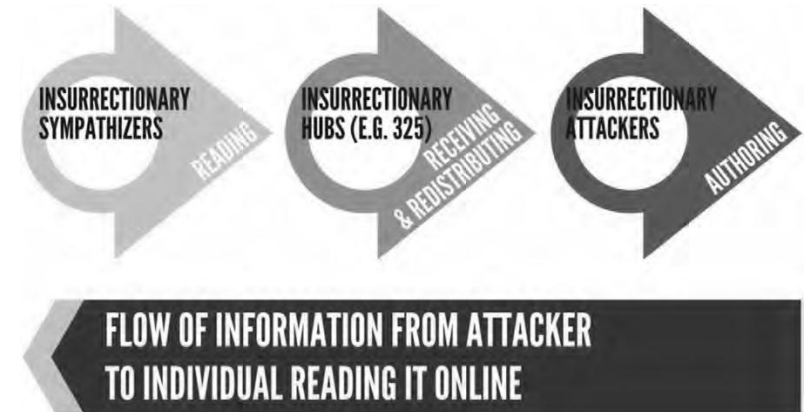 INSURRECTIONARY
SYMPATHIZERS
READING
INSURRECTIONARY
HUBS (E.G. 325)
RECEIVING
& REDISTRIBUTING
INSURRECTIONARY
ATTACKERS
AUTHORING
FLOW OF INFORMATION FROM ATTACKER
TO INDIVIDUAL READING IT ONLINE